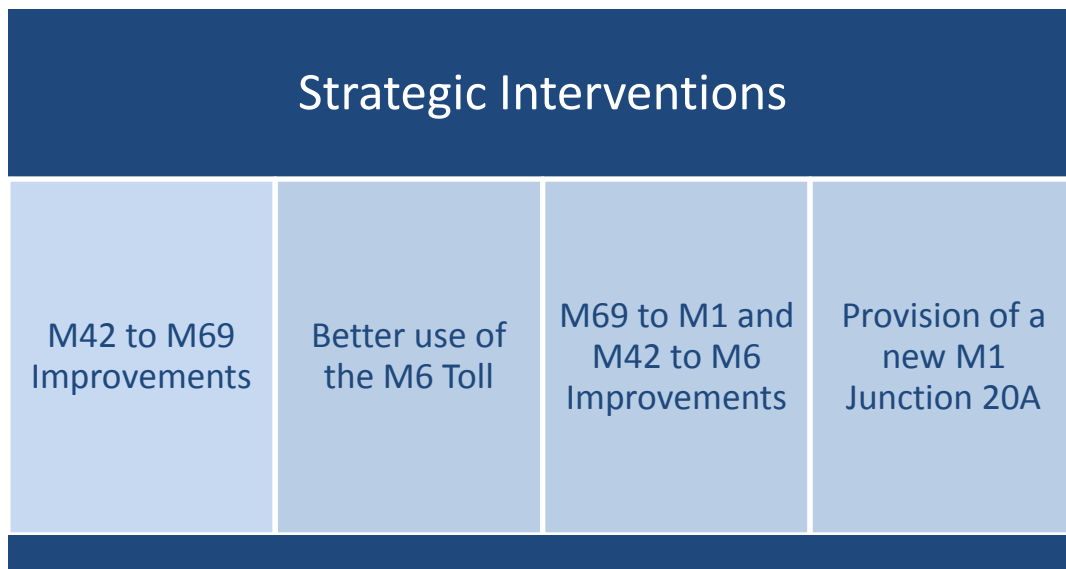 Strategic Interventions
M42 to M69
Improvements
Better use of
the M6 Toll
M69 to M1 and
M42 to M6
Improvements
Provision of a
new M1
Junction 20A